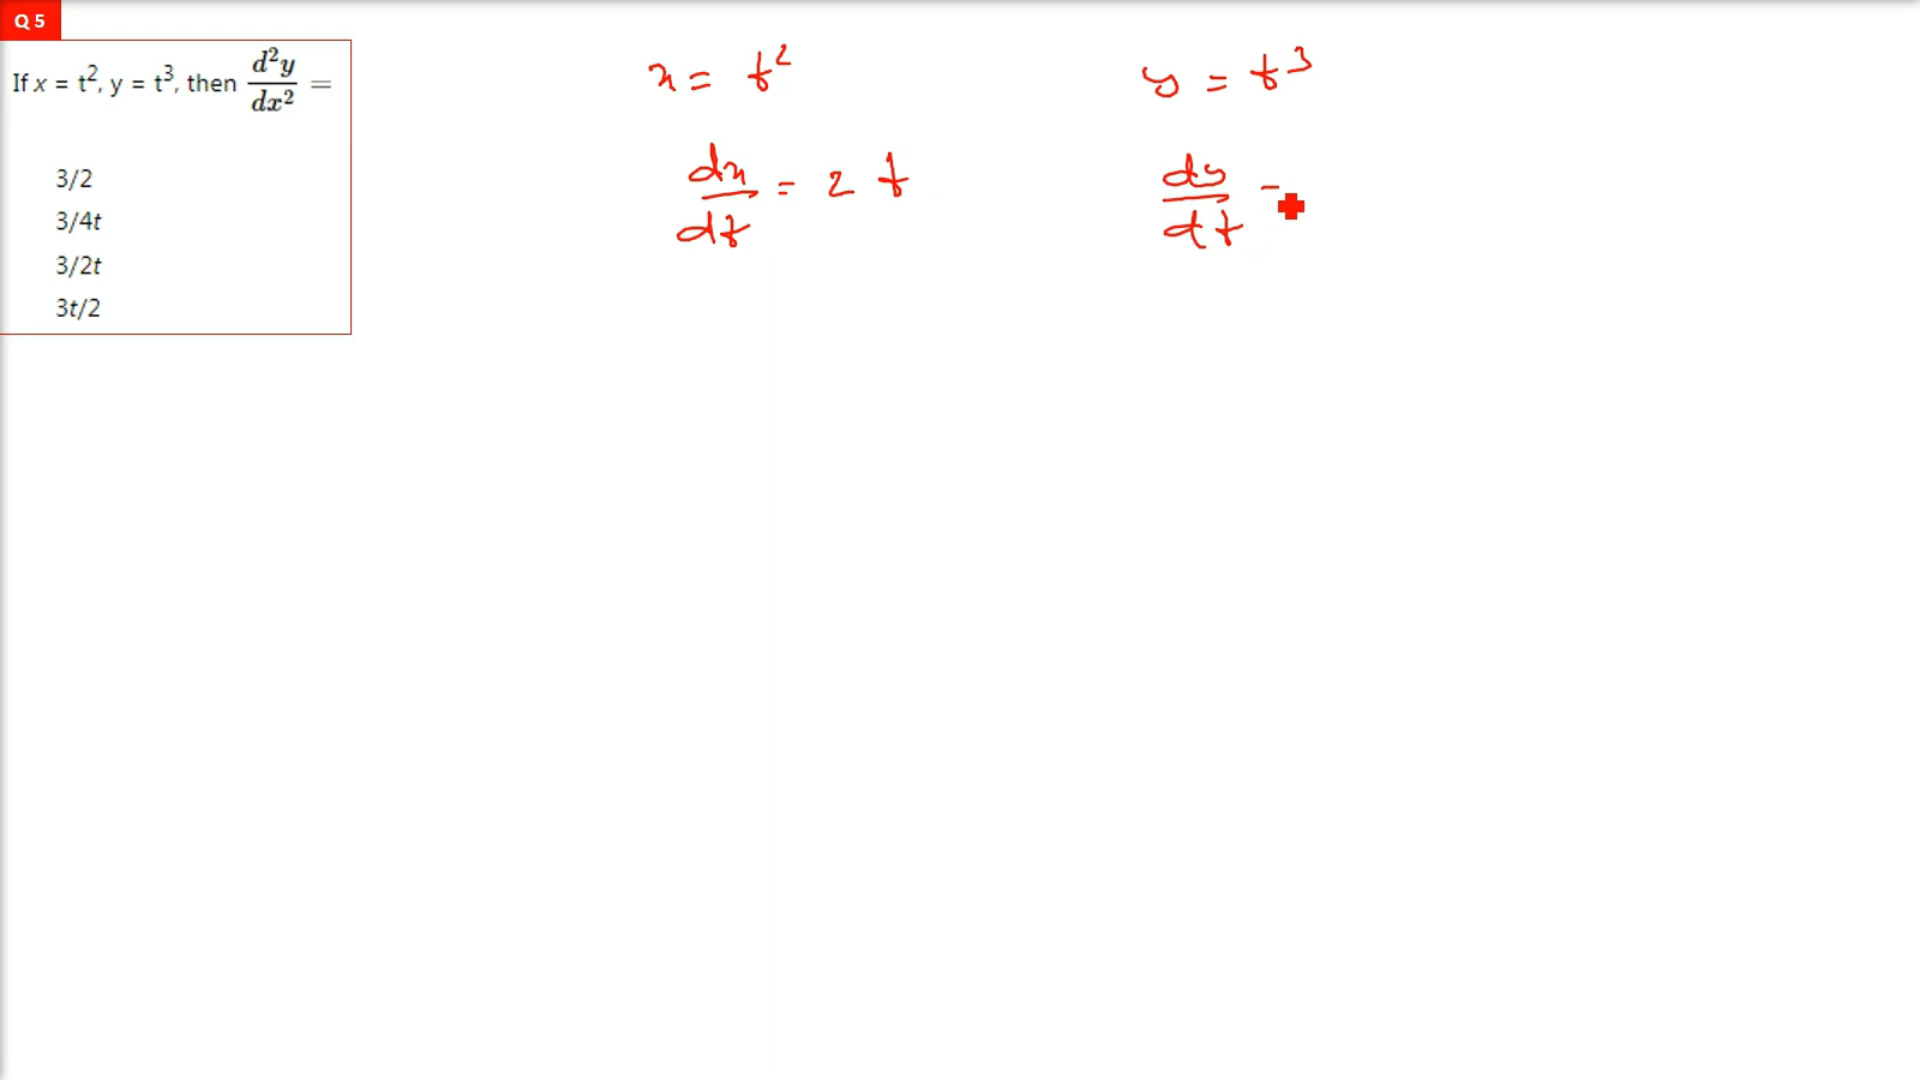 Q 5
If x = t², y = t³, then d²y/dx² =
3/2
3/4t
3/2t
3t/2
x = t²
y = t³
dx/dt = 2 t
dy/dt -